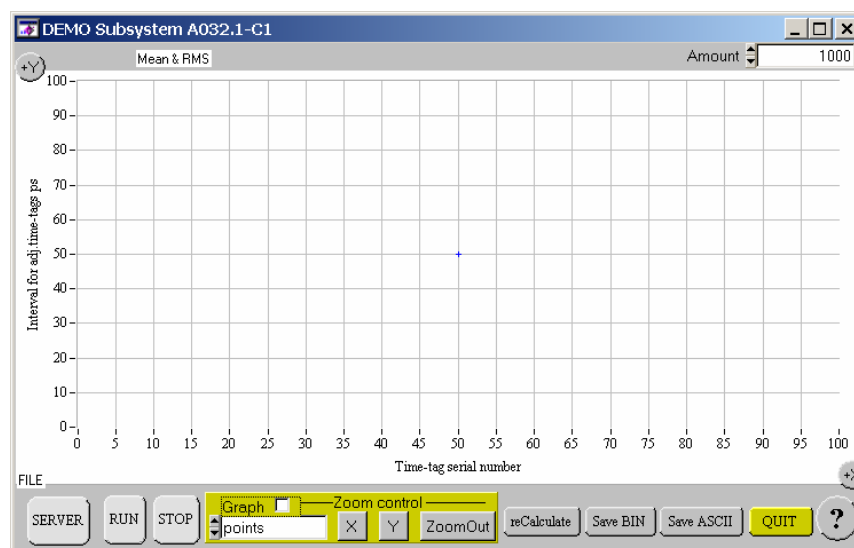 DEMO Subsystem A032.1-C1
+Y
Mean & RMS
Amount 1000
Interval for adj.time-tags ps
100
90
80
70
60
50
40
30
20
10
0
0 5 10 15 20 25 30 35 40 45 50 55 60 65 70 75 80 85 90 95 100
Time-tag serial number
+X
FILE
SERVER
RUN
STOP
Graph
points
Zoom control
X
Y
ZoomOut
reCalculate
Save BIN
Save ASCII
QUIT
?